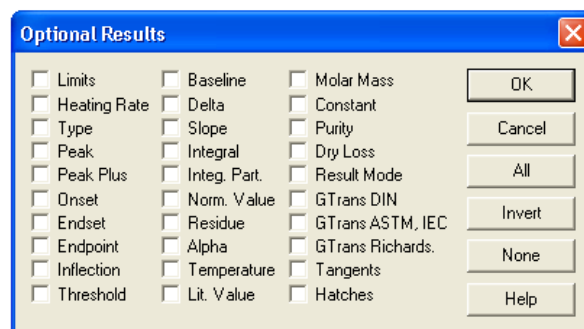 Optional Results
Limits
Heating Rate
Type
Peak
Peak Plus
Onset
Endset
Endpoint
Inflection
Threshold
Baseline
Delta
Slope
Integral
Integ. Part.
Norm. Value
Residue
Alpha
Temperature
Lit. Value
Molar Mass
Constant
Purity
Dry Loss
Result Mode
GTrans DIN
GTrans ASTM, IEC
GTrans Richards.
Tangents
Hatches
OK
Cancel
All
Invert
None
Help